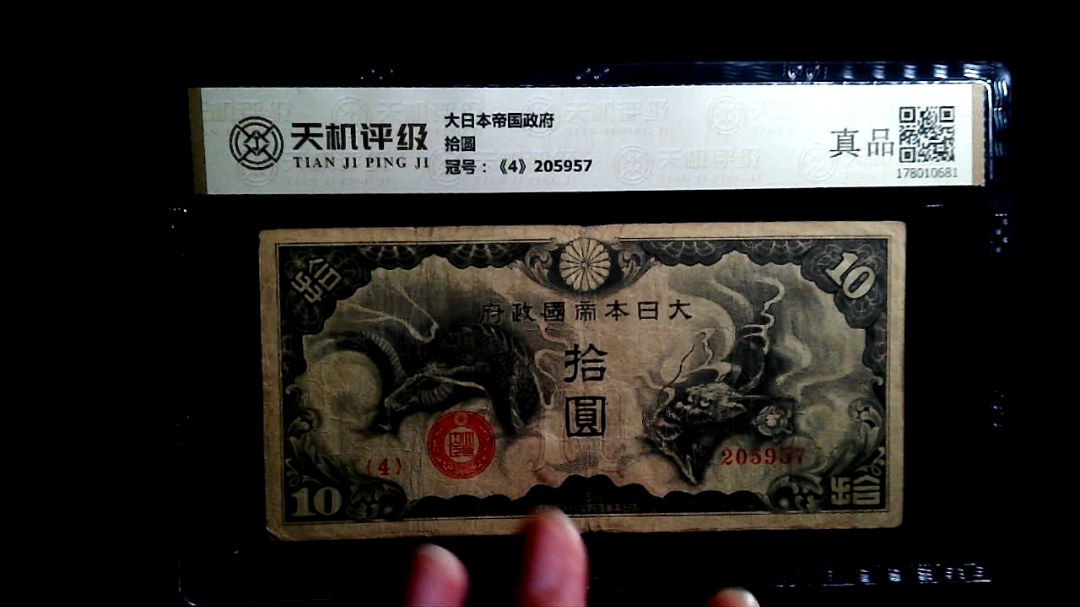 天机评级
TIAN JI PING JI
大日本帝国政府
拾圆
冠号：《4》205957
真品
178010681
拾
10
府政國帝本日大
拾
圓
(4)
205957
10
拾